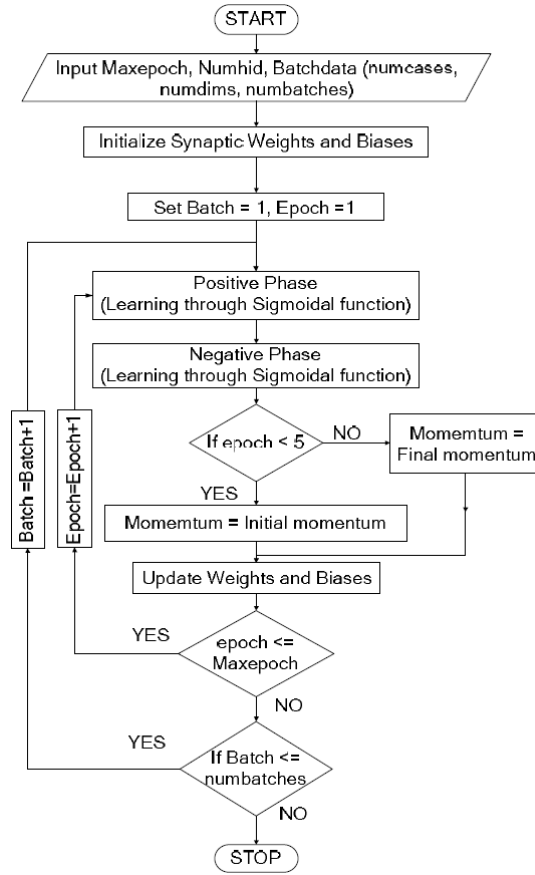 START
Input Maxepoch, Numhid, Batchdata (numcases,
numdims, numbatches)
Initialize Synaptic Weights and Biases
Set Batch = 1, Epoch =1
Positive Phase
(Learning through Sigmoidal function)
Negative Phase
(Learning through Sigmoidal function)
If epoch < 5
NO
Momemtum =
Final momentum
YES
Momemtum = Initial momentum
Update Weights and Biases
epoch <=
Maxepoch
YES
NO
If Batch <=
numbatches
YES
NO
STOP
Batch =Batch+1
Epoch=Epoch+1